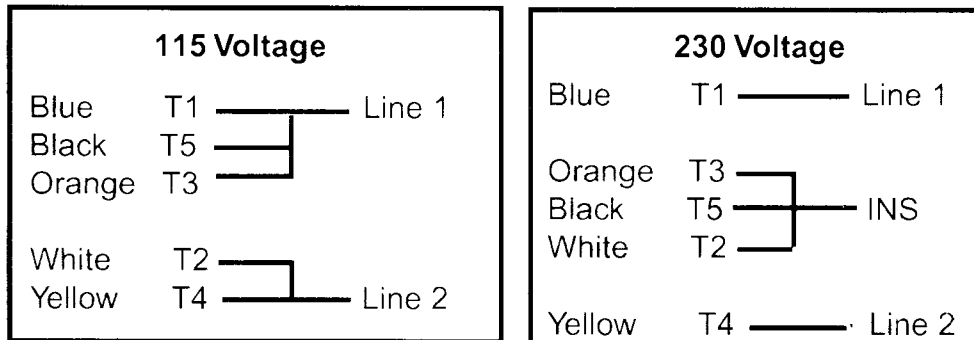 115 Voltage
Blue T1 Line 1
Black T5
Orange T3
White T2
Yellow T4 Line 2
230 Voltage
Blue T1 Line 1
Orange T3
Black T5 INS
White T2
Yellow T4 Line 2